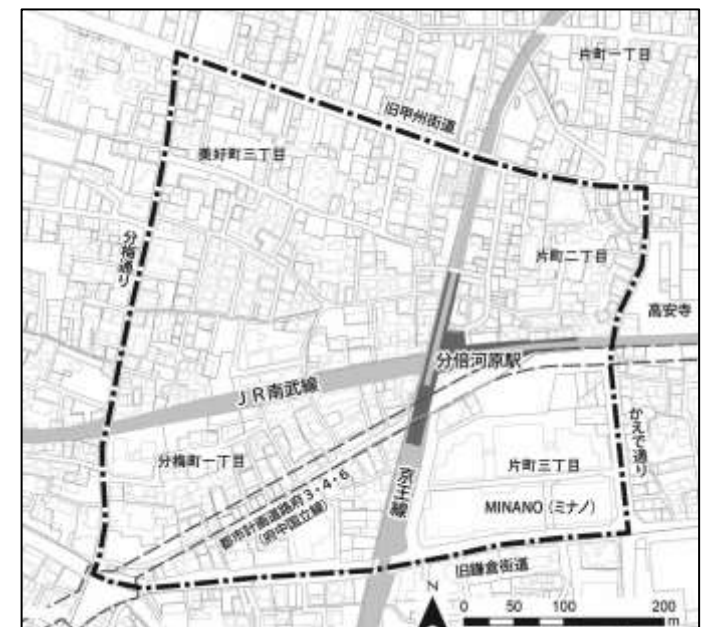 片町一丁目
旧甲州街道
美好町三丁目
分梅通り
片町二丁目
高安寺
分倍河原駅
JR南武線
かえで通り
分梅町一丁目
片町三丁目
京王線
都市計画道路府3・4・6
(府中国立線)
MINANO(ミナノ)
旧鎌倉街道
N
0 50 100 200
m